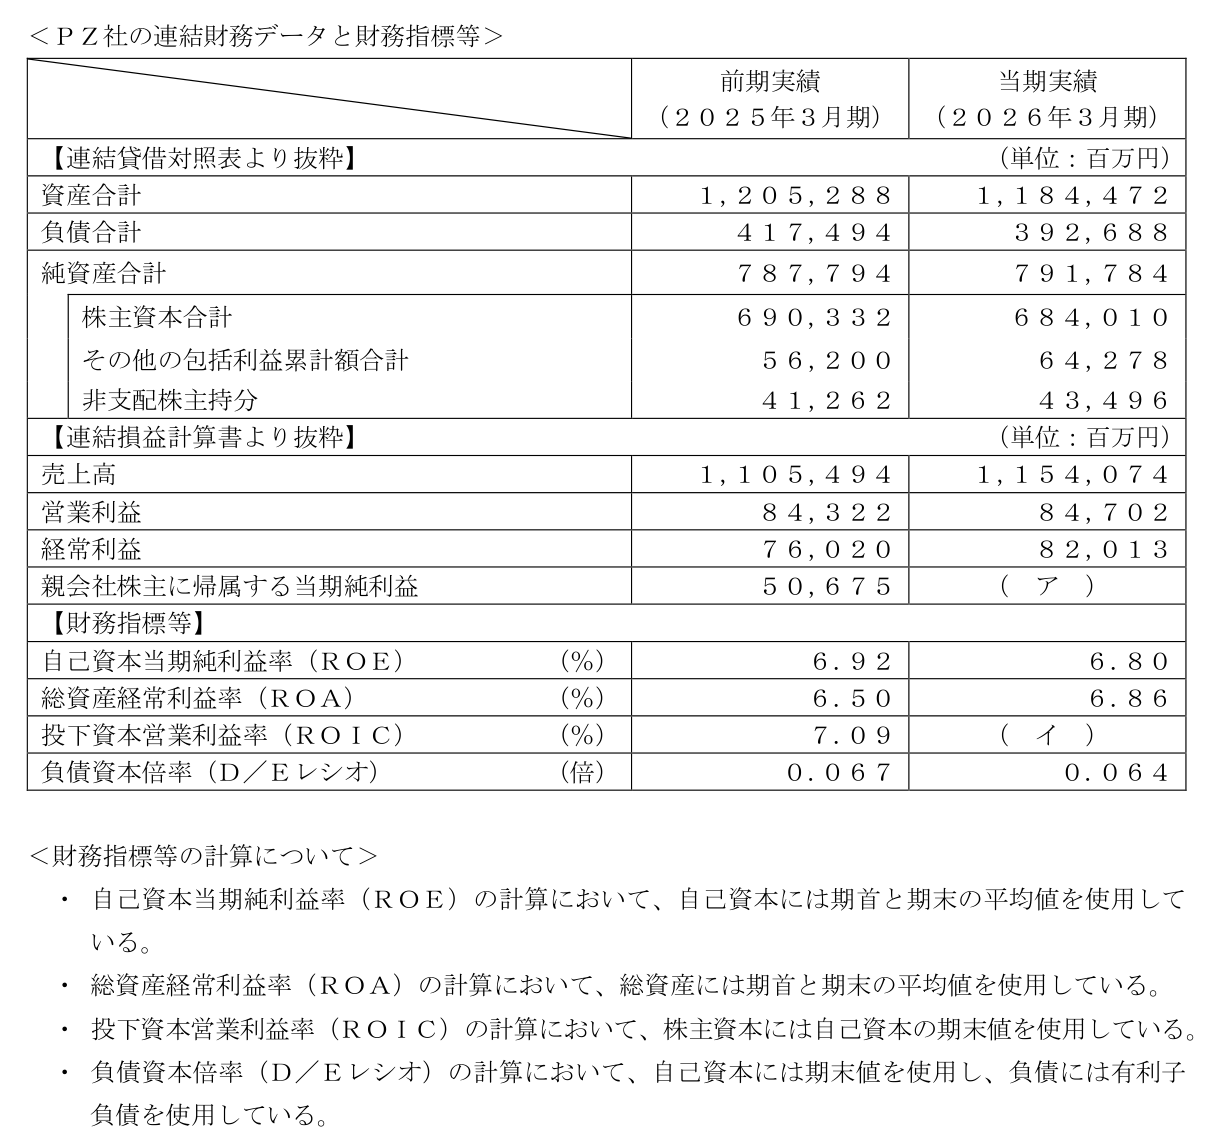 ＜ＰＺ社の連結財務データと財務指標等＞
前期実績
（２０２５年３月期）
当期実績
（２０２６年３月期）
【連結貸借対照表より抜粋】 （単位：百万円）
資産合計 １,２０５,２８８ １,１８４,４７２
負債合計 ４１７,４９４ ３９２,６８８
純資産合計 ７８７,７９４ ７９１,７８４
株主資本合計 ６９０,３３２ ６８４,０１０
その他の包括利益累計額合計 ５６,２００ ６４,２７８
非支配株主持分 ４１,２６２ ４３,４９６
【連結損益計算書より抜粋】 （単位：百万円）
売上高 １,１０５,４９４ １,１５４,０７４
営業利益 ８４,３２２ ８４,７０２
経常利益 ７６,０２０ ８２,０１３
親会社株主に帰属する当期純利益 ５０,６７５ （　ア　）
【財務指標等】
自己資本当期純利益率（ＲＯＥ） （％） ６.９２ ６.８０
総資産経常利益率（ＲＯＡ） （％） ６.５０ ６.８６
投下資本営業利益率（ＲＯＩＣ） （％） ７.０９ （　イ　）
負債資本倍率（Ｄ／Ｅレシオ） （倍） ０.０６７ ０.０６４
＜財務指標等の計算について＞
・ 自己資本当期純利益率（ＲＯＥ）の計算において、自己資本には期首と期末の平均値を使用して
いる。
・ 総資産経常利益率（ＲＯＡ）の計算において、総資産には期首と期末の平均値を使用している。
・ 投下資本営業利益率（ＲＯＩＣ）の計算において、株主資本には自己資本の期末値を使用している。
・ 負債資本倍率（Ｄ／Ｅレシオ）の計算において、自己資本には期末値を使用し、負債には有利子
負債を使用している。